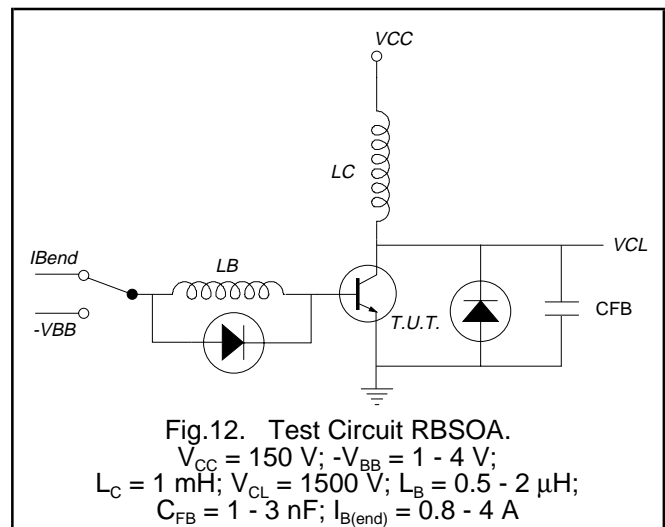 VCC
LC
IBend
LB
VCL
-VBB
T.U.T.
CFB
Fig.12. Test Circuit RBSOA.
VCC = 150 V; -VBB = 1 - 4 V;
LC = 1 mH; VCL = 1500 V; LB = 0.5 - 2 μH;
CFB = 1 - 3 nF; IB(end) = 0.8 - 4 A